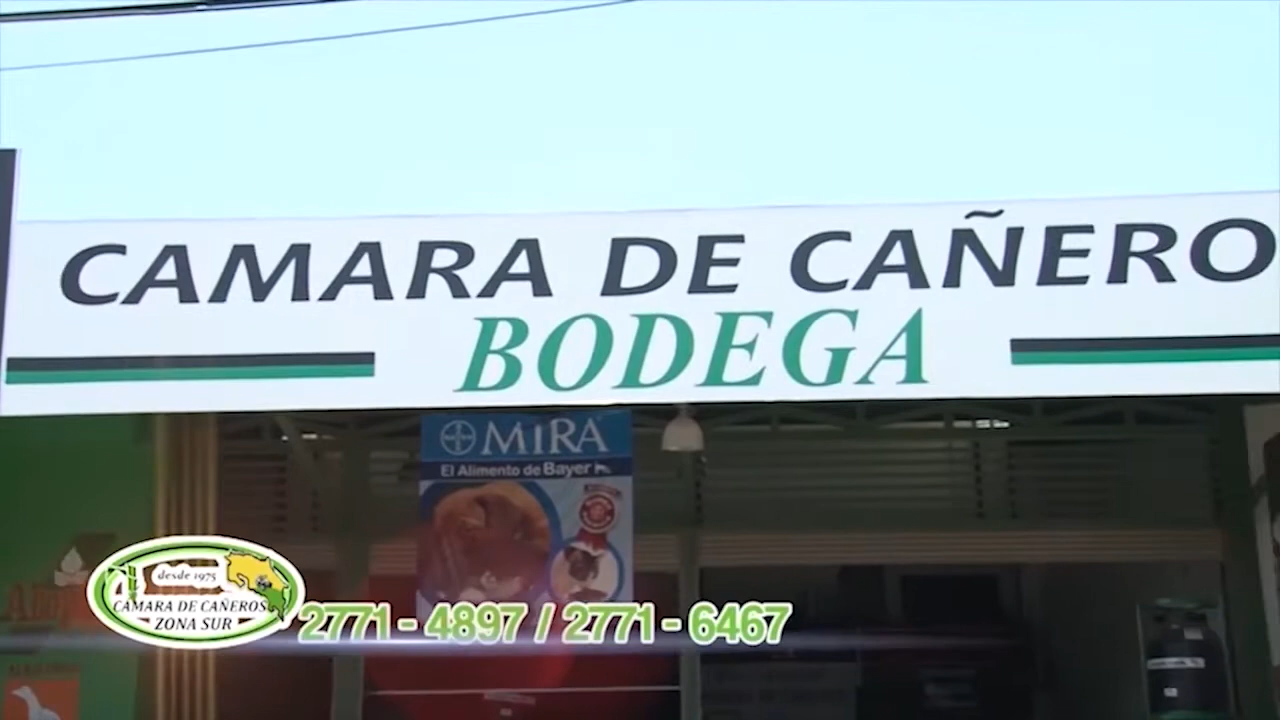 CAMARA DE CAÑERO
BODEGA
MIRA
El Alimento de Bayer
desde 1975
CAMARA DE CAÑEROS
ZONA SUR
2771 - 4897 / 2771 - 6467